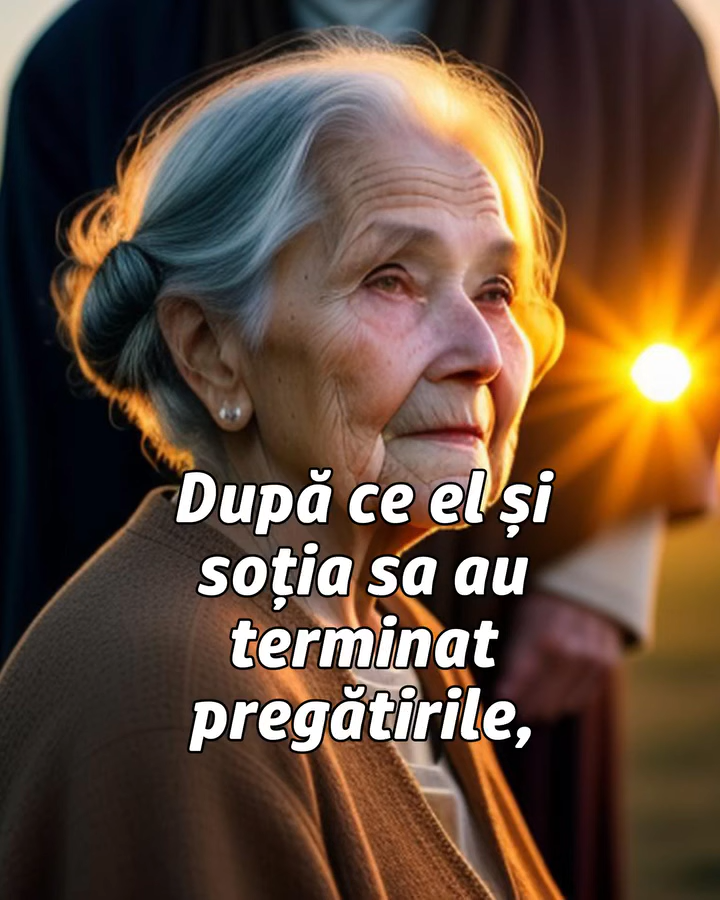 După ce el și
soția sa au
terminat
pregătirile,